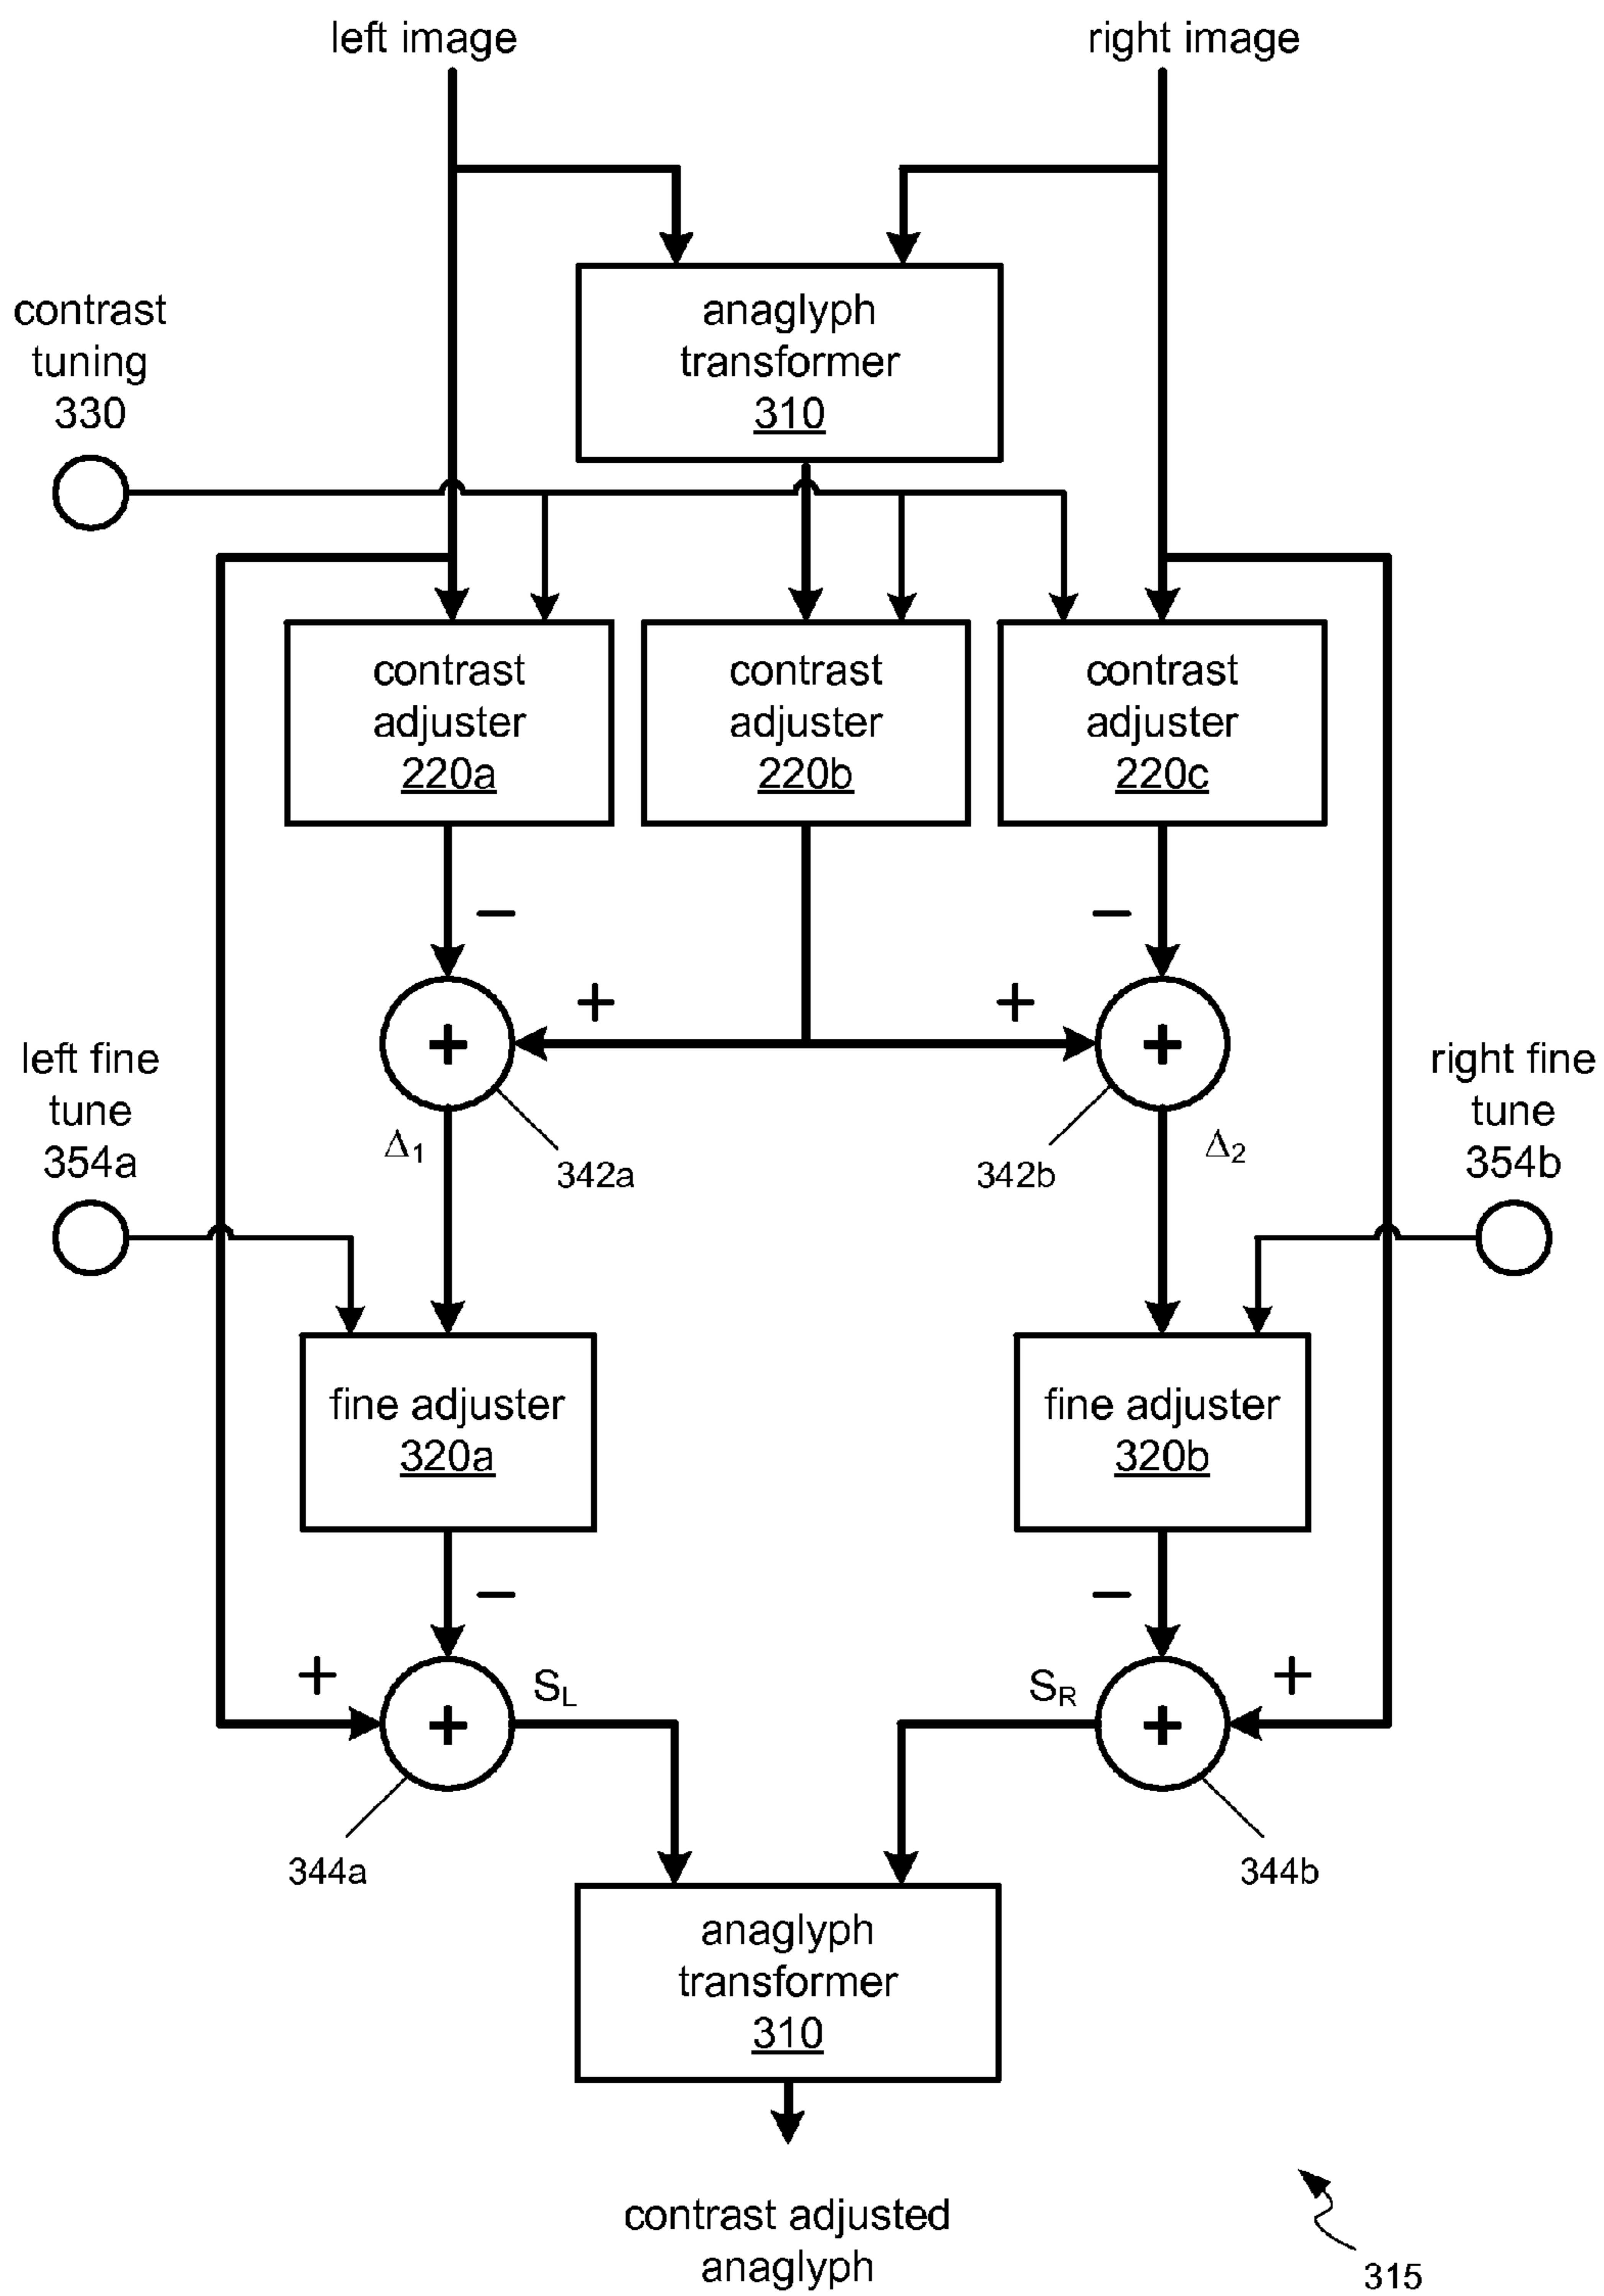 left image
right image
anaglyph
transformer
310
contrast
tuning
330
contrast
adjuster
220a
contrast
adjuster
220b
contrast
adjuster
220c
−
−
+
+
+
+
left fine
tune
354a
right fine
tune
354b
Δ1
342a
342b
Δ2
fine adjuster
320a
fine adjuster
320b
−
−
+
SL
SR
+
+
+
344a
344b
anaglyph
transformer
310
contrast adjusted
anaglyph
315